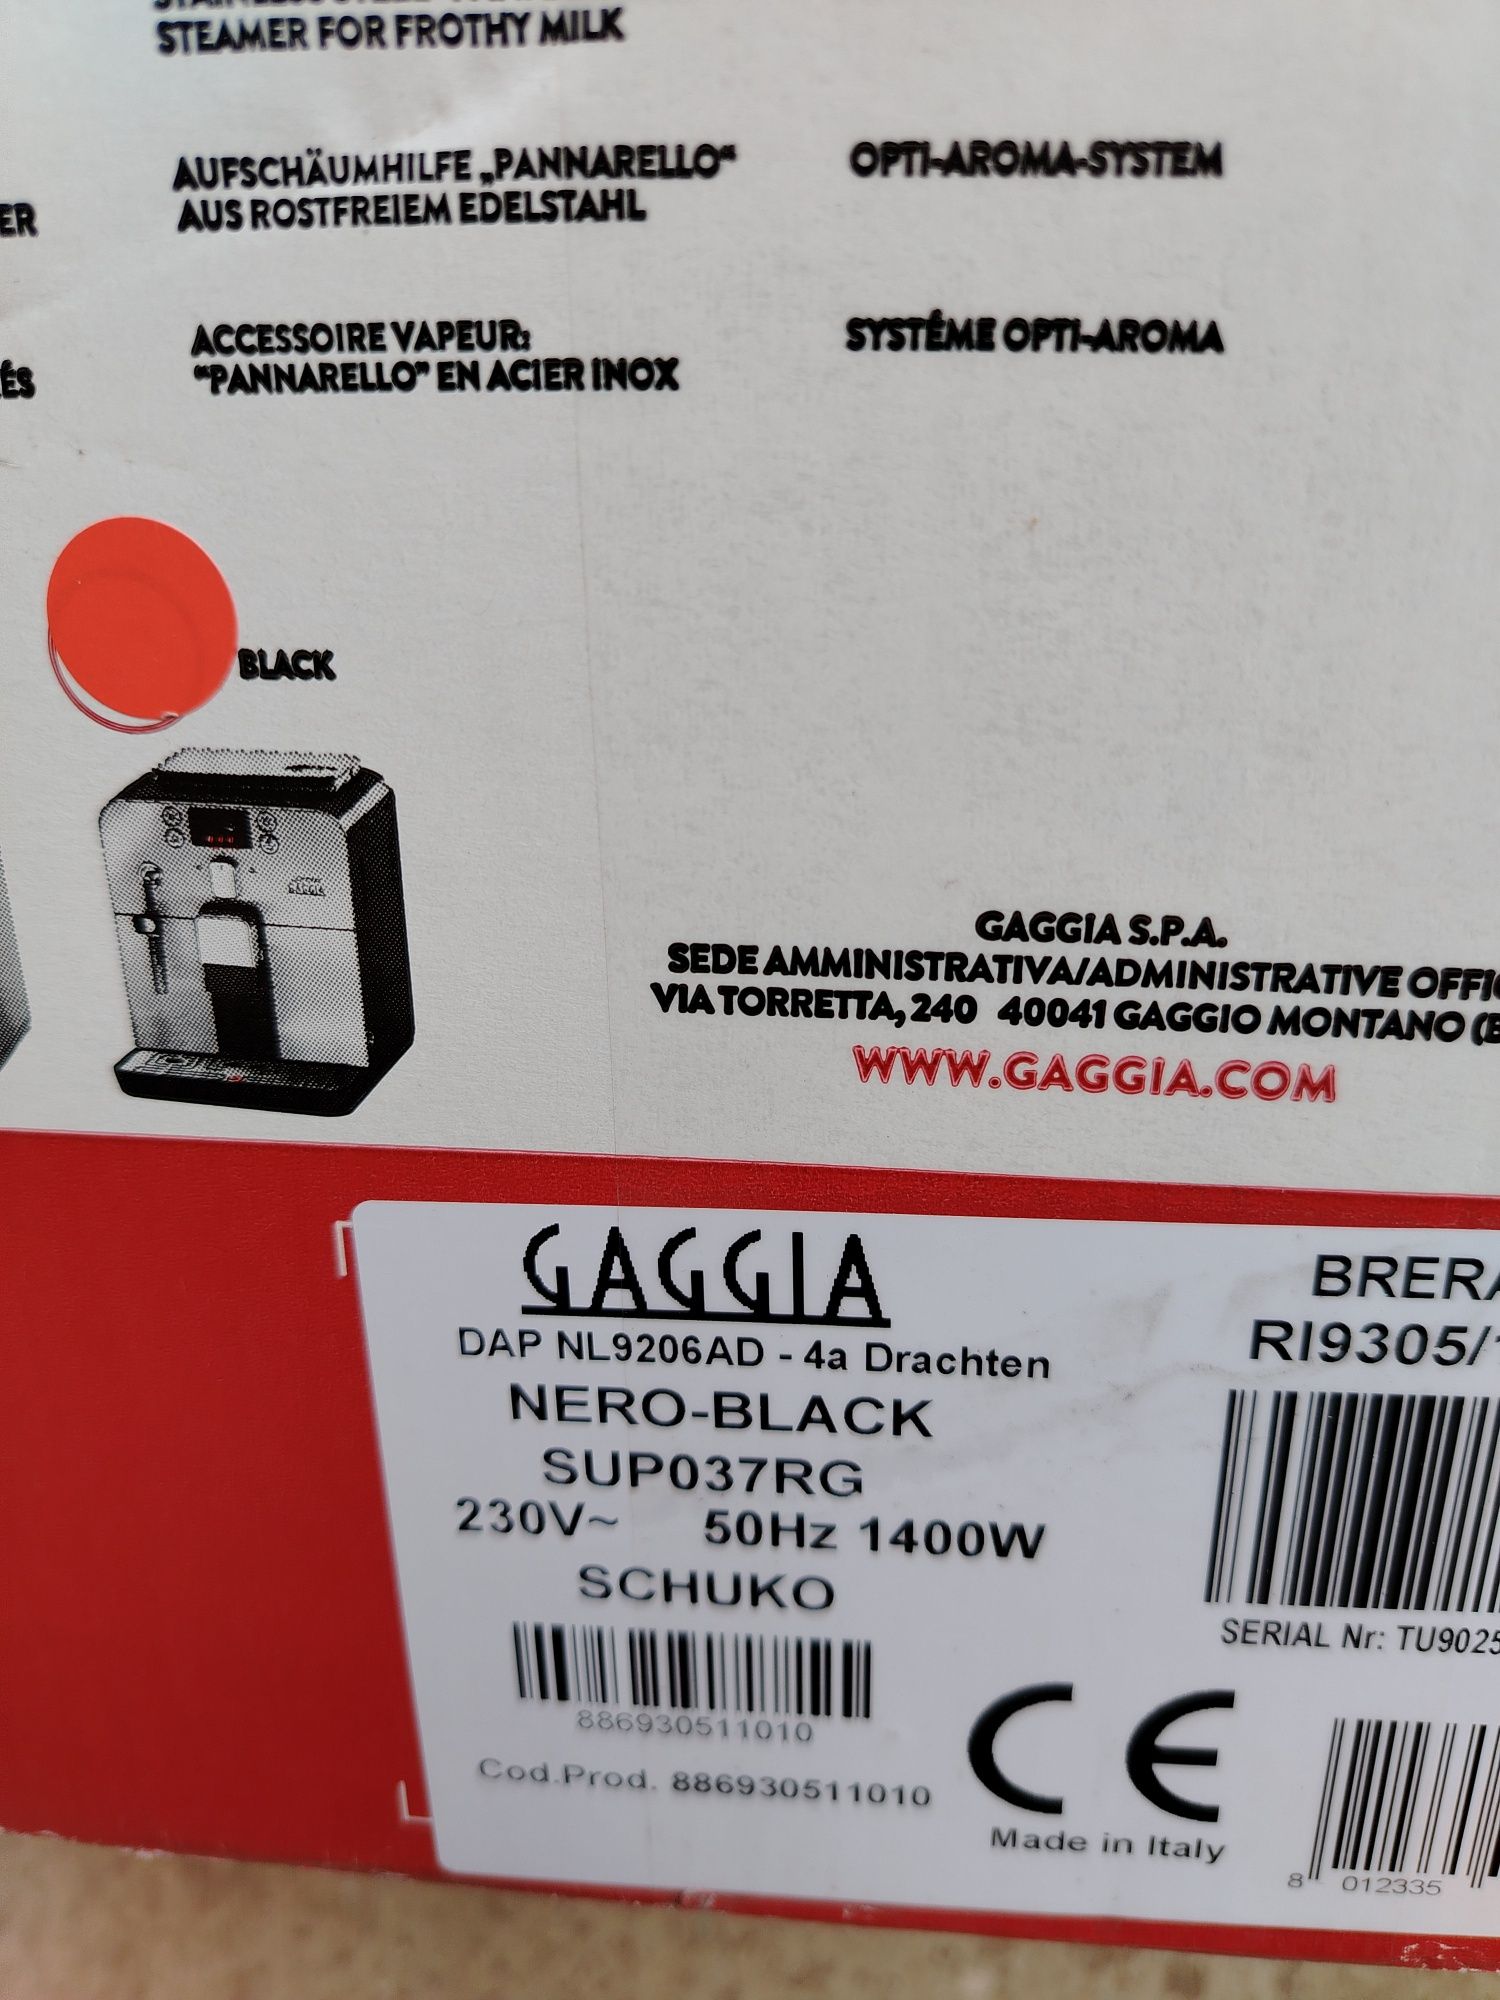 STEAMER FOR FROTHY MILK
AUFSCHÄUMHILFE „PANNARELLO“
AUS ROSTFREIEM EDELSTAHL
OPTI-AROMA-SYSTEM
ER
ACCESSOIRE VAPEUR:
“PANNARELLO” EN ACIER INOX
SYSTÉME OPTI-AROMA
ÉS
BLACK
GAGGIA S.P.A.
SEDE AMMINISTRATIVA/ADMINISTRATIVE OFFIC
VIA TORRETTA, 240 40041 GAGGIO MONTANO (B
WWW.GAGGIA.COM
GAGGIA
DAP NL9206AD - 4a Drachten
NERO-BLACK
SUP037RG
230V~ 50Hz 1400W
SCHUKO
886930511010
Cod.Prod. 886930511010
BRERA
RI9305/1
SERIAL Nr: TU9025
CE
Made in Italy
8 012335